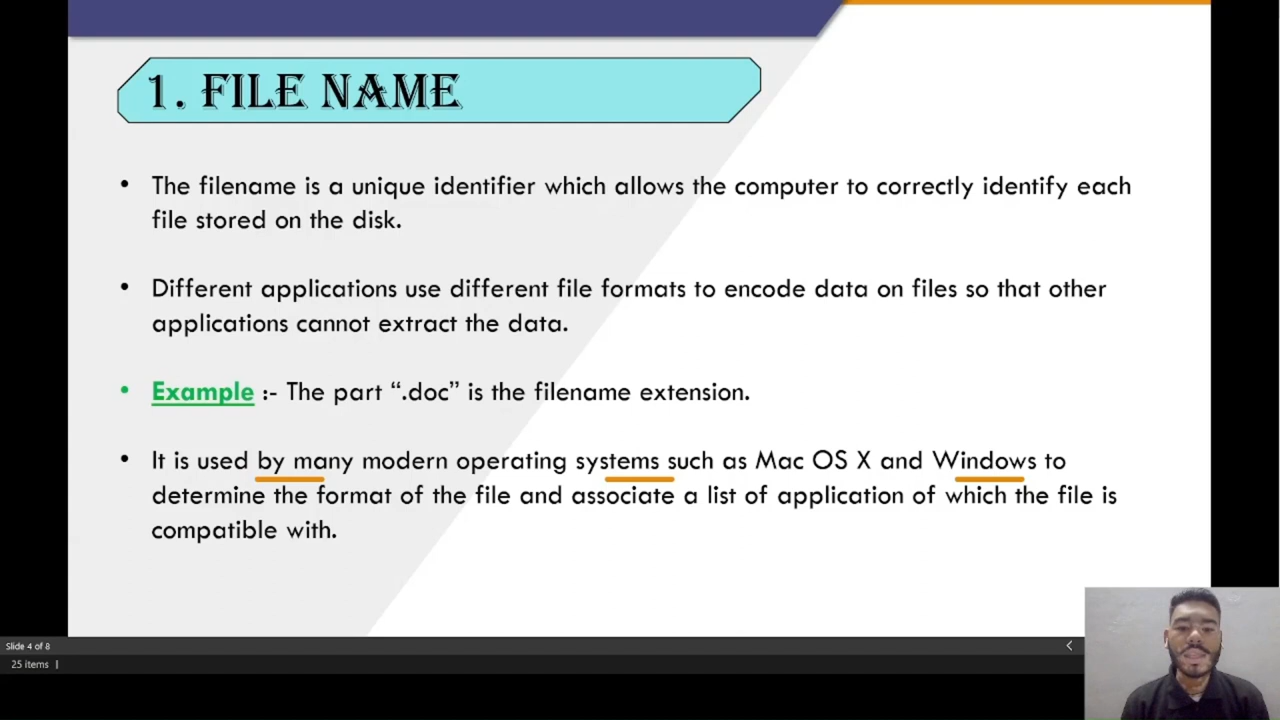 1. FILE NAME
• The filename is a unique identifier which allows the computer to correctly identify each
file stored on the disk.
• Different applications use different file formats to encode data on files so that other
applications cannot extract the data.
• Example :- The part “.doc” is the filename extension.
• It is used by many modern operating systems such as Mac OS X and Windows to
determine the format of the file and associate a list of application of which the file is
compatible with.
Slide 4 of 8
25 items